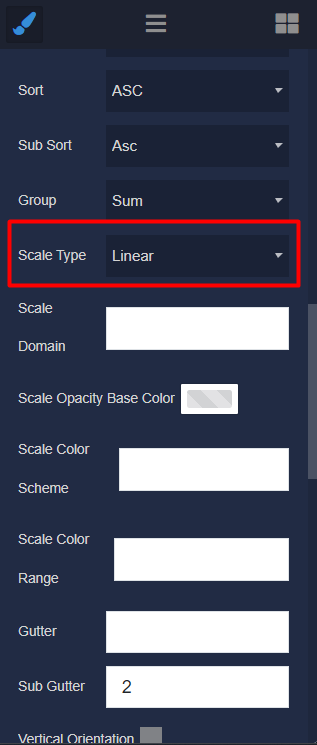 Sort ASC
Sub Sort Asc
Group Sum
Scale Type Linear
Scale
Domain
Scale Opacity Base Color
Scale Color
Scheme
Scale Color
Range
Gutter
Sub Gutter 2
Vertical Orientation